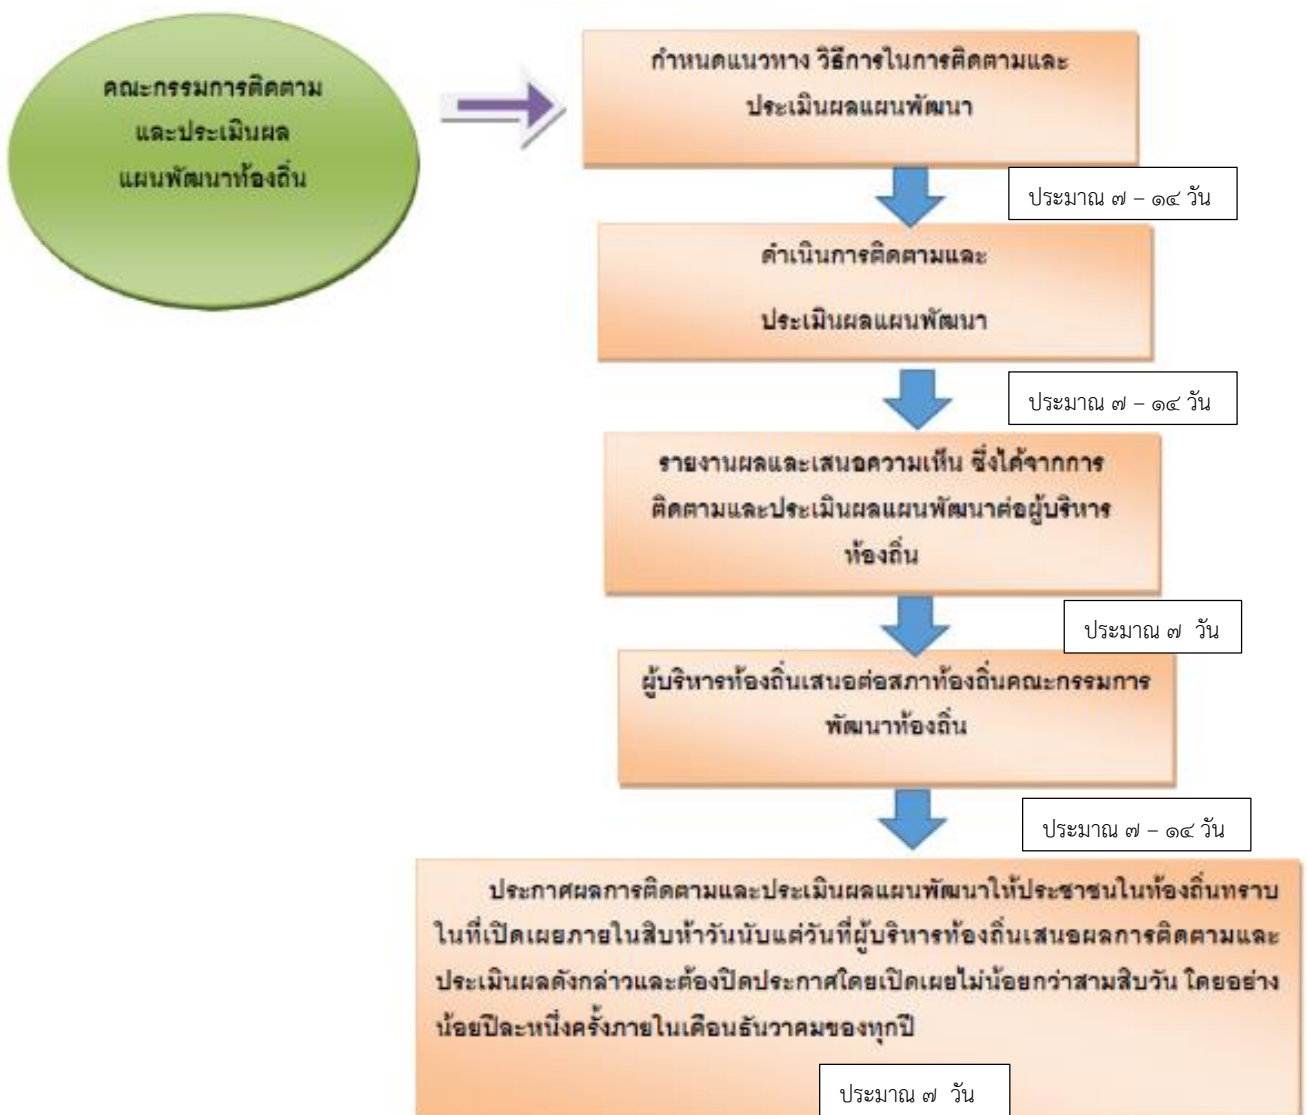 คณะกรรมการติดตาม
และประเมินผล
แผนพัฒนาท้องถิ่น
กำหนดแนวทาง วิธีการในการติดตามและ
ประเมินผลแผนพัฒนา
ประมาณ ๗ – ๑๔ วัน
ดำเนินการติดตามและ
ประเมินผลแผนพัฒนา
ประมาณ ๗ – ๑๔ วัน
รายงานผลและเสนอความเห็น ซึ่งได้จากการ
ติดตามและประเมินผลแผนพัฒนาต่อผู้บริหาร
ท้องถิ่น
ประมาณ ๗ วัน
ผู้บริหารท้องถิ่นเสนอต่อสภาท้องถิ่นคณะกรรมการ
พัฒนาท้องถิ่น
ประมาณ ๗ – ๑๔ วัน
ประกาศผลการติดตามและประเมินผลแผนพัฒนาให้ประชาชนในท้องถิ่นทราบ
ในที่เปิดเผยภายในสิบห้าวันนับแต่วันที่ผู้บริหารท้องถิ่นเสนอผลการติดตามและ
ประเมินผลดังกล่าวและต้องปิดประกาศโดยเปิดเผยไม่น้อยกว่าสามสิบวัน โดยอย่าง
น้อยปีละหนึ่งครั้งภายในเดือนธันวาคมของทุกปี
ประมาณ ๗ วัน